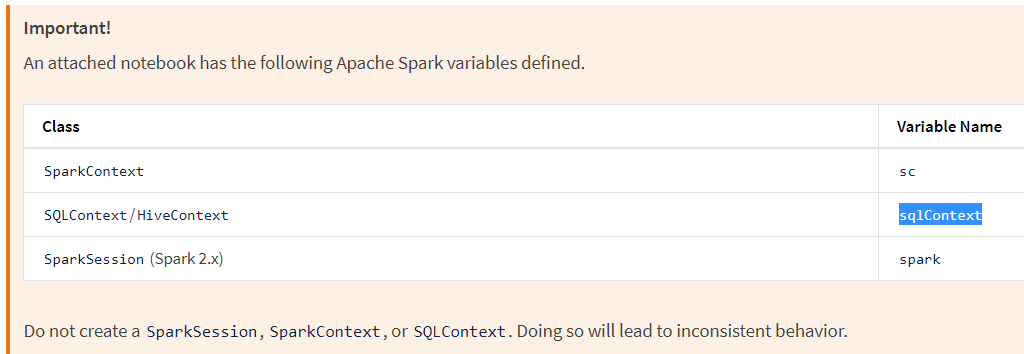 Important!
An attached notebook has the following Apache Spark variables defined.
Class Variable Name
SparkContext sc
SQLContext/HiveContext sqlContext
SparkSession (Spark 2.x) spark
Do not create a SparkSession, SparkContext, or SQLContext. Doing so will lead to inconsistent behavior.